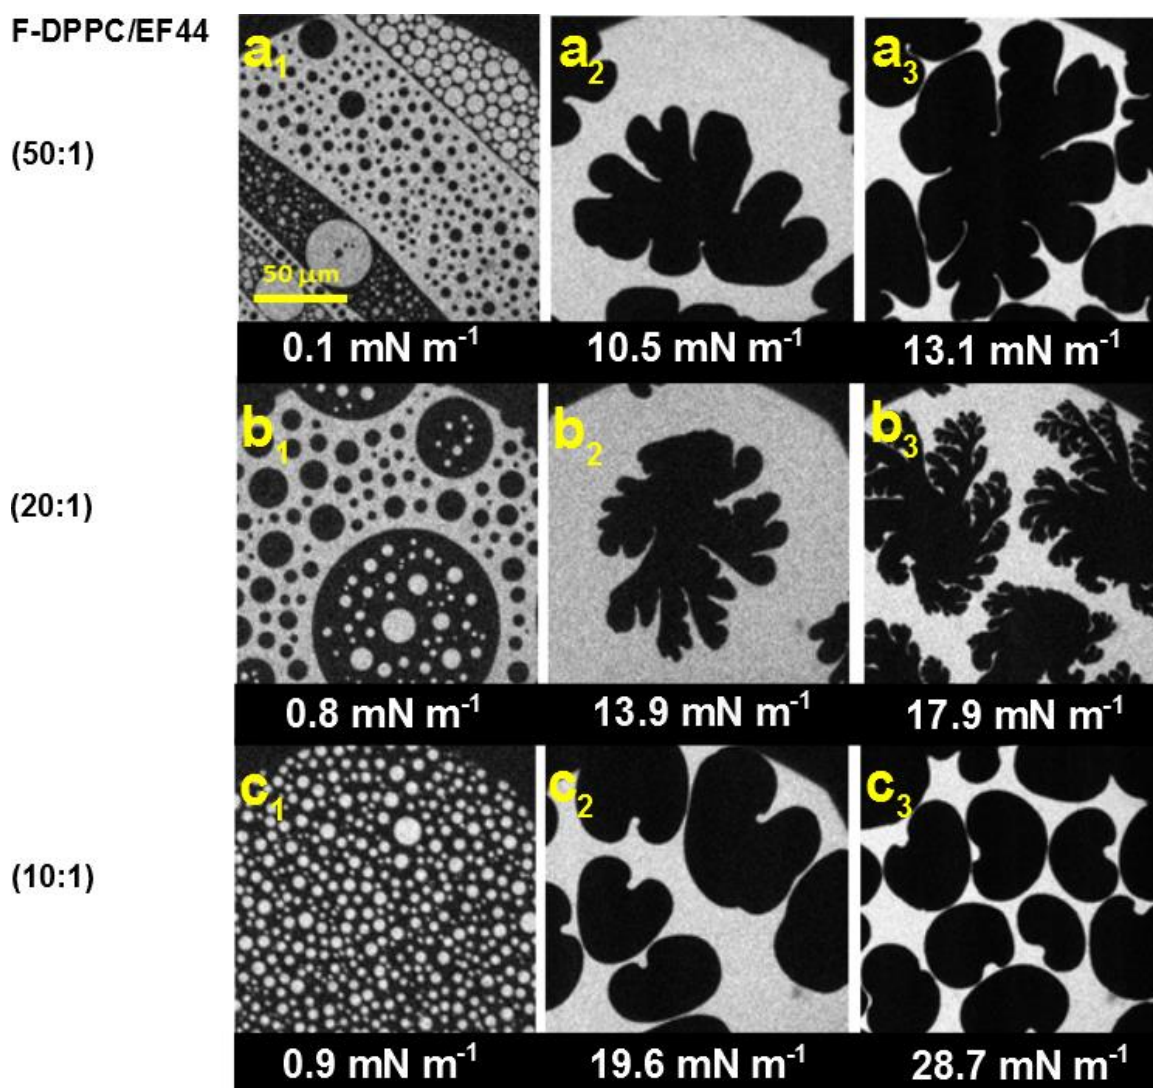 F-DPPC/EF44
(50:1)
a₁
a₂
a₃
50 µm
0.1 mN m⁻¹
10.5 mN m⁻¹
13.1 mN m⁻¹
(20:1)
b₁
b₂
b₃
0.8 mN m⁻¹
13.9 mN m⁻¹
17.9 mN m⁻¹
(10:1)
c₁
c₂
c₃
0.9 mN m⁻¹
19.6 mN m⁻¹
28.7 mN m⁻¹